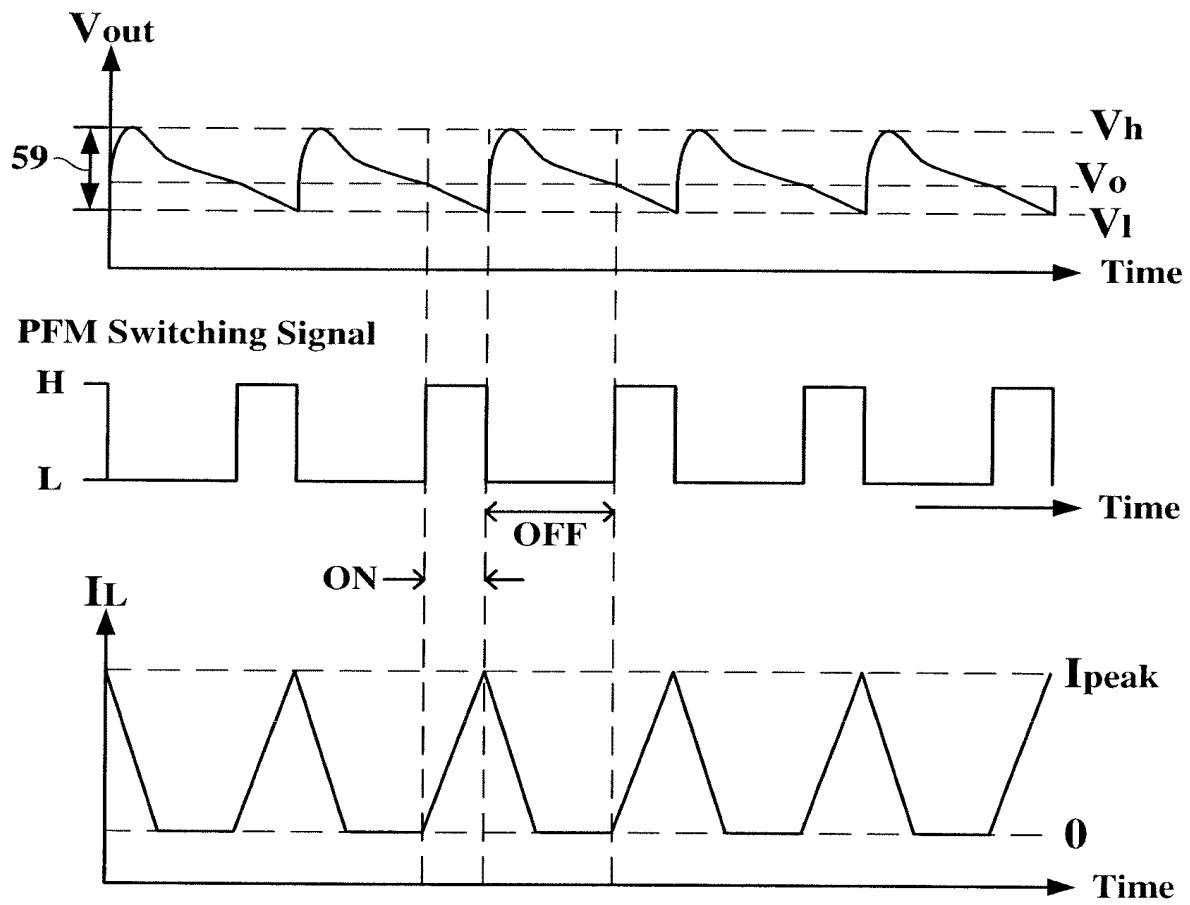 Vout
59
Vh
Vo
Vl
Time
PFM Switching Signal
H
L
Time
OFF
ON
IL
Ipeak
0
Time